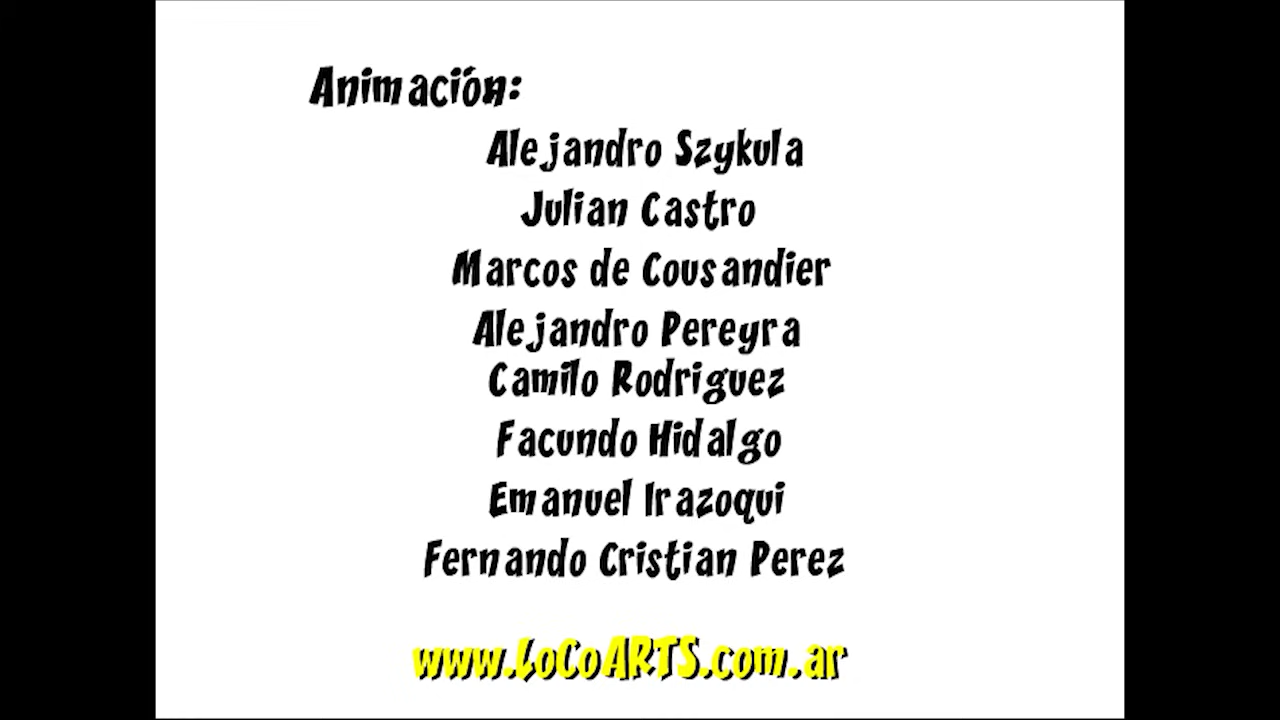 Animación:
Alejandro Szykula
Julian Castro
Marcos de Cousandier
Alejandro Pereyra
Camilo Rodriguez
Facundo Hidalgo
Emanuel Irazoqui
Fernando Cristian Perez
www.LoCoARTS.com.ar